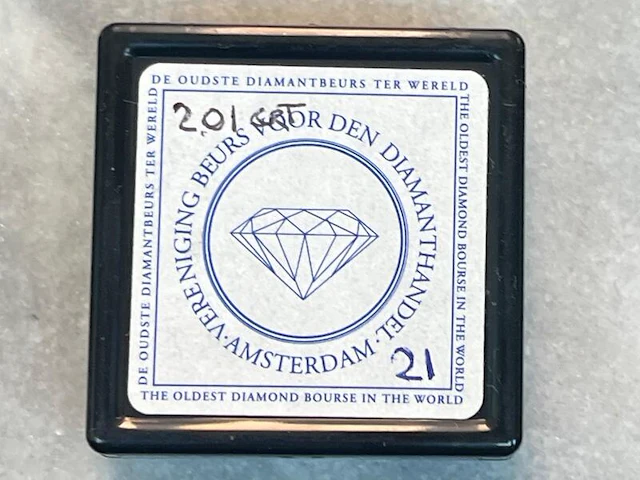 DE OUDSTE DIAMANTBEURS TER WERELD
THE OLDEST DIAMOND BOURSE IN THE WORLD
THE OLDEST DIAMOND BOURSE IN THE WORLD
DE OUDSTE DIAMANTBEURS TER WERELD
2.01 CRT
VERENIGING BEURS VOOR DEN DIAMANTHANDEL
·AMSTERDAM·
21